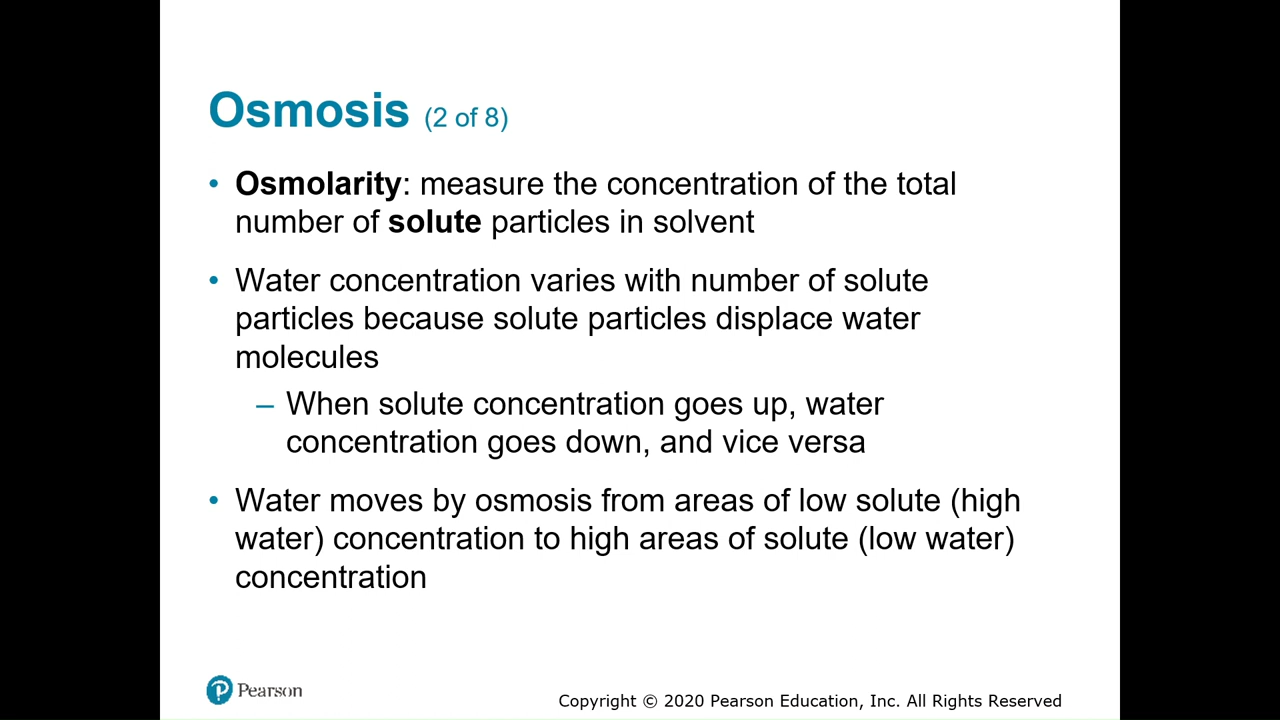 Osmosis (2 of 8)
• Osmolarity: measure the concentration of the total
number of solute particles in solvent
• Water concentration varies with number of solute
particles because solute particles displace water
molecules
– When solute concentration goes up, water
concentration goes down, and vice versa
• Water moves by osmosis from areas of low solute (high
water) concentration to high areas of solute (low water)
concentration
Pearson
Copyright © 2020 Pearson Education, Inc. All Rights Reserved